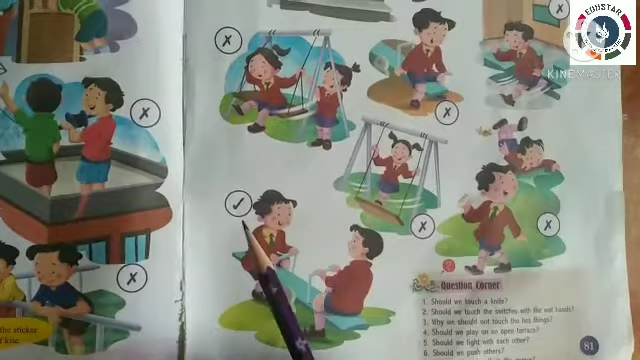 EDUSTAR
KINEMASTER
the sticker
Question Corner
1. Should we touch a knife?
2. Should we touch the switches with wet hands?
3. Why we should not touch the hot things?
4. Should we play on an open terrace?
5. Should we fight with each other?
6. Should we push others?
81